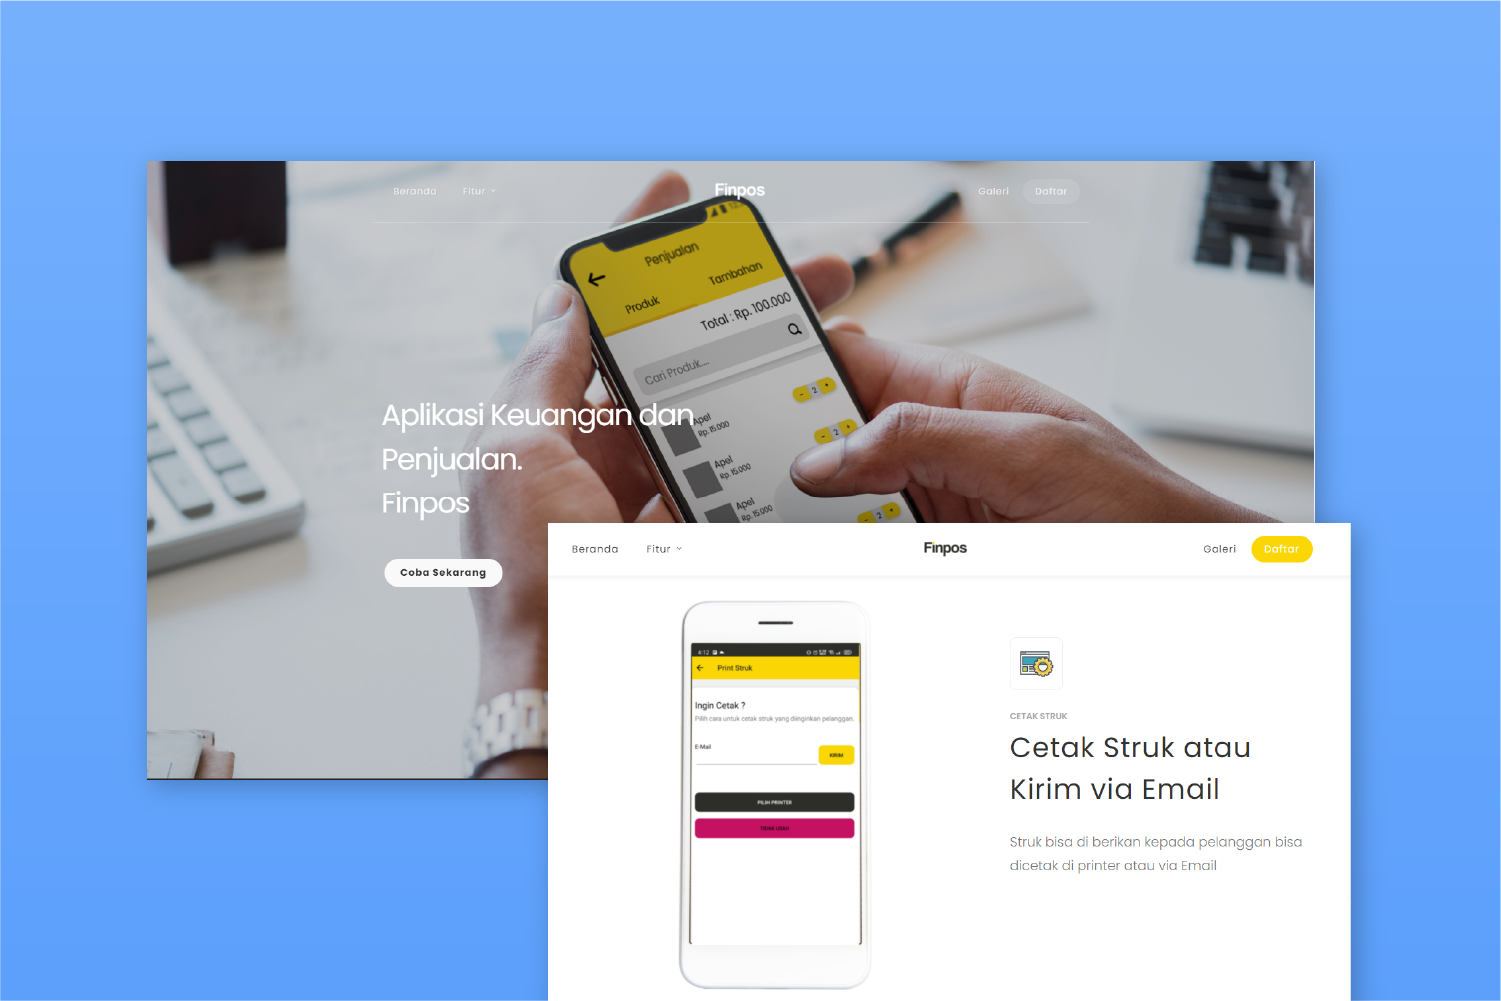 Beranda
Fitur
Finpos
Galeri
Daftar
Penjualan
Produk
Tambahan
Total : Rp. 100.000
Cari Produk....
- 2 +
Apel
Rp. 15.000
- 2 +
Apel
Rp. 15.000
- 2 +
Apel
Rp. 15.000
Aplikasi Keuangan dan
Penjualan.
Finpos
Coba Sekarang
Beranda
Fitur
Finpos
Galeri
Daftar
4:12
Print Struk
Ingin Cetak ?
Pilih cara untuk cetak struk yang diinginkan pelanggan.
E-Mail
KIRIM
PILIH PRINTER
TIDAK USAH
CETAK STRUK
Cetak Struk atau
Kirim via Email
Struk bisa di berikan kepada pelanggan bisa
dicetak di printer atau via Email